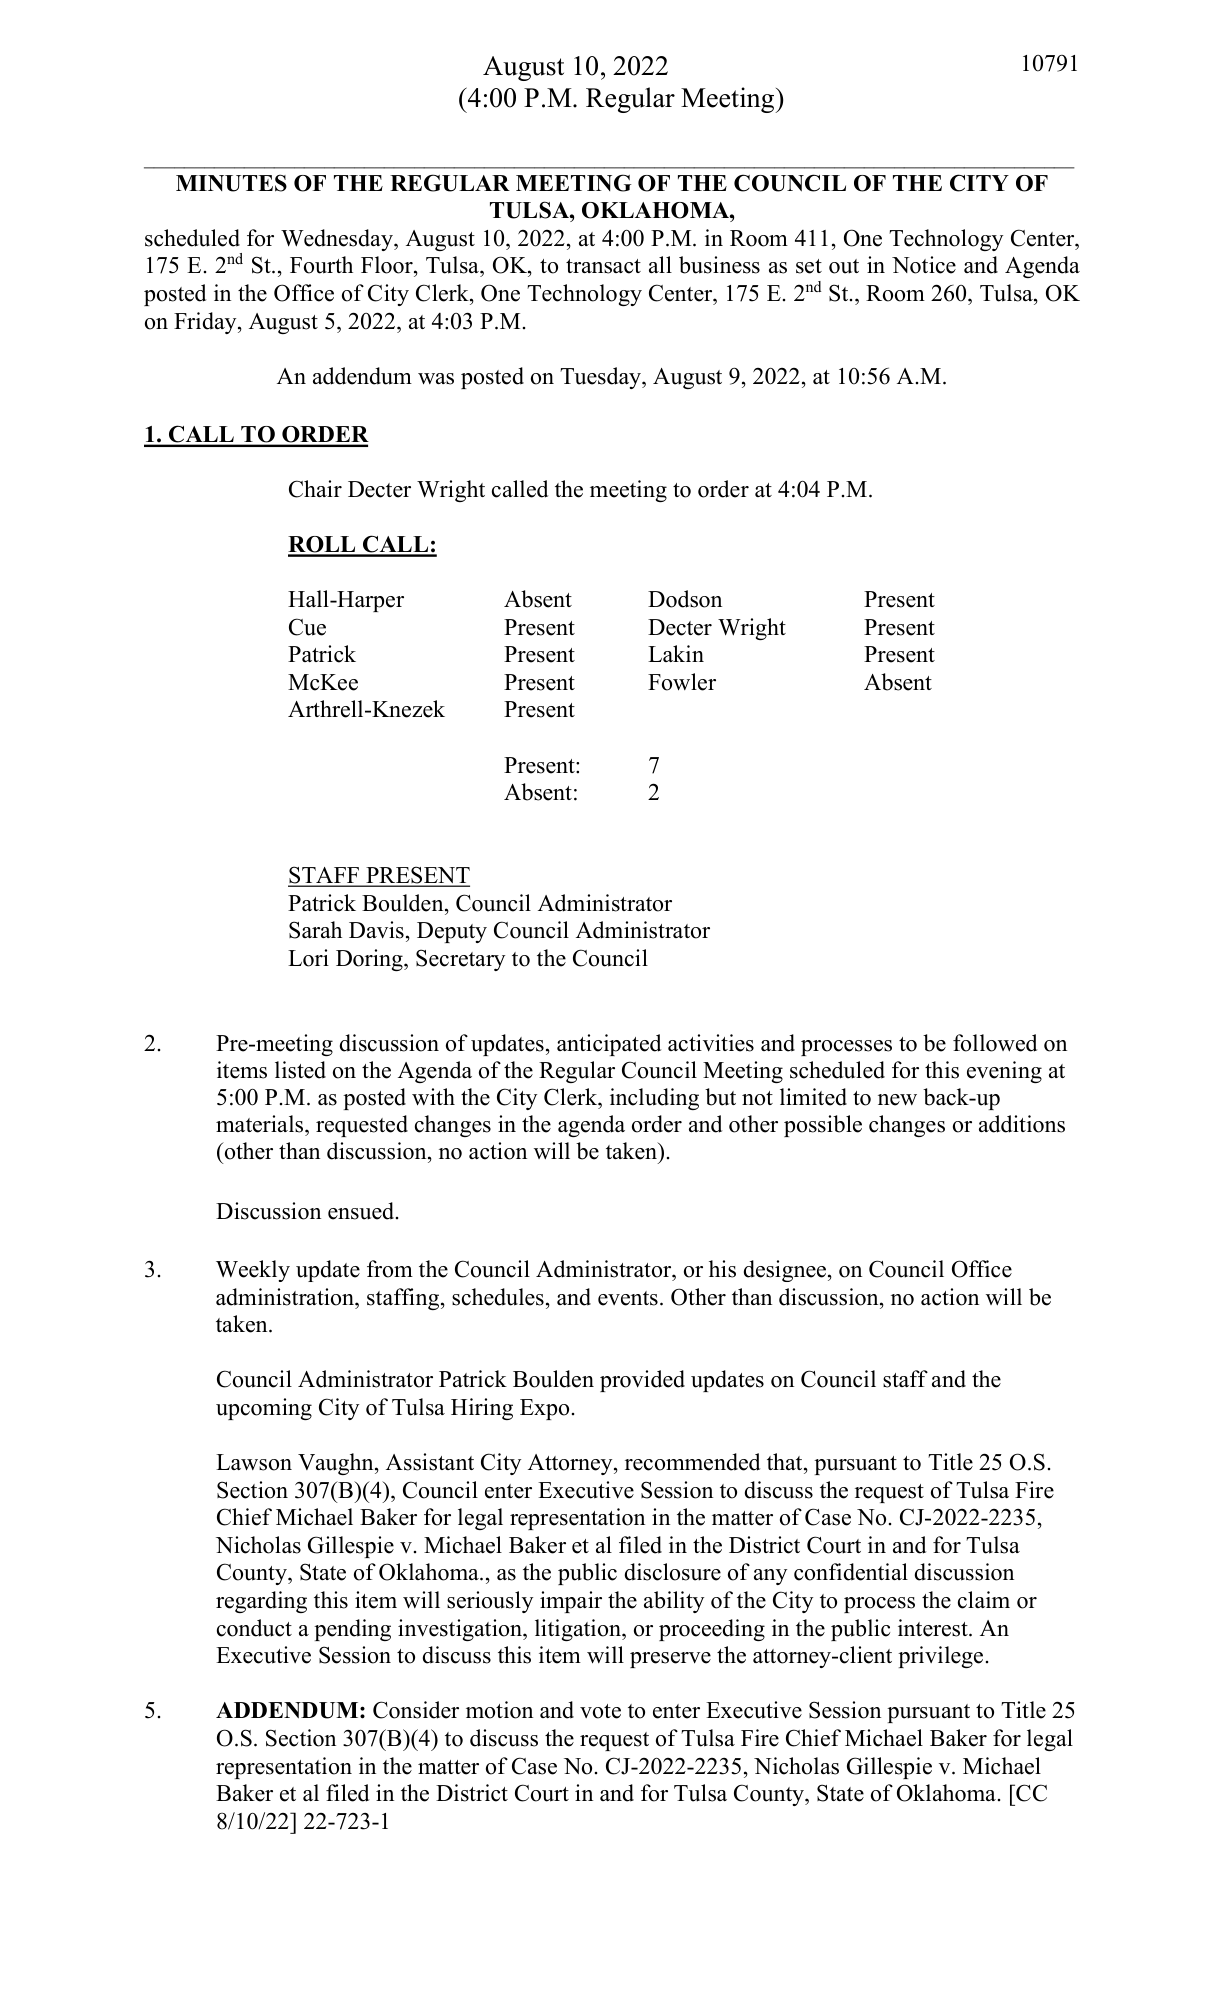 August 10, 2022 10791
(4:00 P.M. Regular Meeting)
MINUTES OF THE REGULAR MEETING OF THE COUNCIL OF THE CITY OF
TULSA, OKLAHOMA,
scheduled for Wednesday, August 10, 2022, at 4:00 P.M. in Room 411, One Technology Center,
175 E. 2nd St., Fourth Floor, Tulsa, OK, to transact all business as set out in Notice and Agenda
posted in the Office of City Clerk, One Technology Center, 175 E. 2nd St., Room 260, Tulsa, OK
on Friday, August 5, 2022, at 4:03 P.M.
An addendum was posted on Tuesday, August 9, 2022, at 10:56 A.M.
1. CALL TO ORDER
Chair Decter Wright called the meeting to order at 4:04 P.M.
ROLL CALL:
Hall-Harper Absent Dodson Present
Cue Present Decter Wright Present
Patrick Present Lakin Present
McKee Present Fowler Absent
Arthrell-Knezek Present
Present: 7
Absent: 2
STAFF PRESENT
Patrick Boulden, Council Administrator
Sarah Davis, Deputy Council Administrator
Lori Doring, Secretary to the Council
2. Pre-meeting discussion of updates, anticipated activities and processes to be followed on
items listed on the Agenda of the Regular Council Meeting scheduled for this evening at
5:00 P.M. as posted with the City Clerk, including but not limited to new back-up
materials, requested changes in the agenda order and other possible changes or additions
(other than discussion, no action will be taken).
Discussion ensued.
3. Weekly update from the Council Administrator, or his designee, on Council Office
administration, staffing, schedules, and events. Other than discussion, no action will be
taken.
Council Administrator Patrick Boulden provided updates on Council staff and the
upcoming City of Tulsa Hiring Expo.
Lawson Vaughn, Assistant City Attorney, recommended that, pursuant to Title 25 O.S.
Section 307(B)(4), Council enter Executive Session to discuss the request of Tulsa Fire
Chief Michael Baker for legal representation in the matter of Case No. CJ-2022-2235,
Nicholas Gillespie v. Michael Baker et al filed in the District Court in and for Tulsa
County, State of Oklahoma., as the public disclosure of any confidential discussion
regarding this item will seriously impair the ability of the City to process the claim or
conduct a pending investigation, litigation, or proceeding in the public interest. An
Executive Session to discuss this item will preserve the attorney-client privilege.
5. ADDENDUM: Consider motion and vote to enter Executive Session pursuant to Title 25
O.S. Section 307(B)(4) to discuss the request of Tulsa Fire Chief Michael Baker for legal
representation in the matter of Case No. CJ-2022-2235, Nicholas Gillespie v. Michael
Baker et al filed in the District Court in and for Tulsa County, State of Oklahoma. [CC
8/10/22] 22-723-1